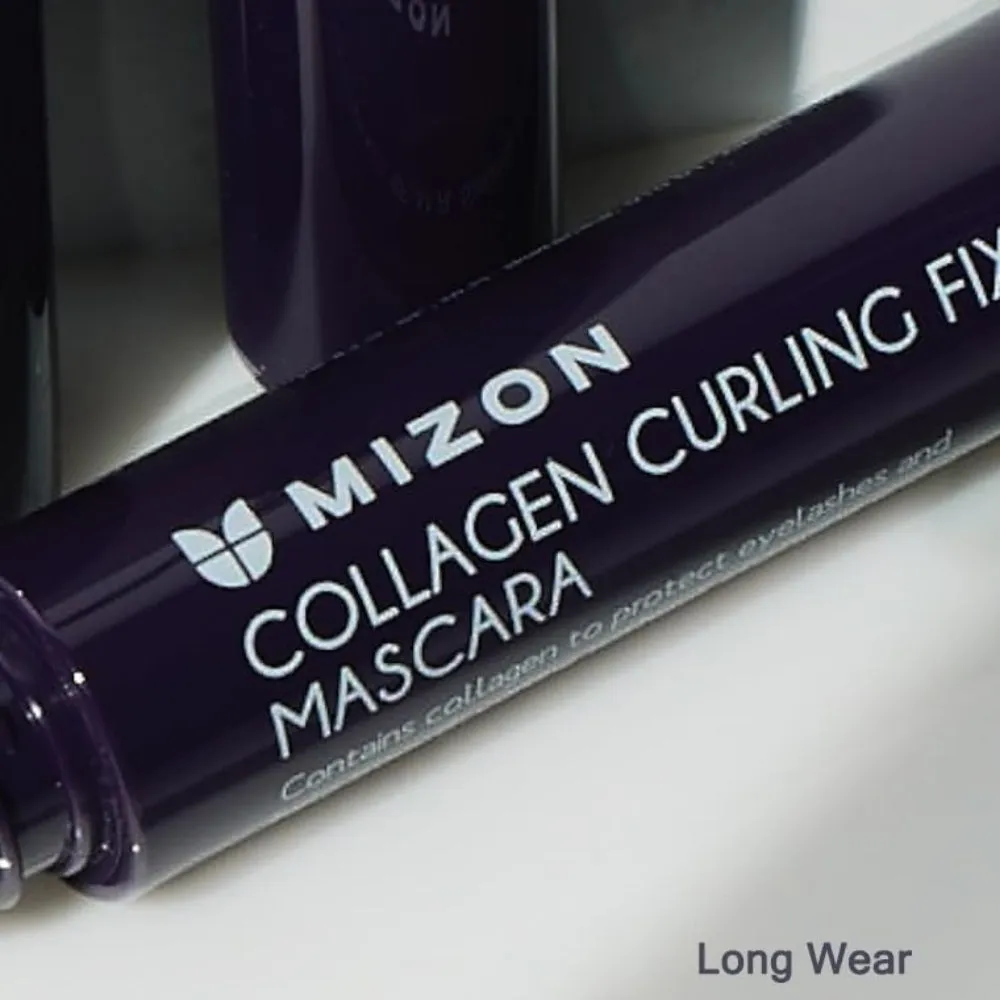 MIZON
COLLAGEN CURLING FIX
MASCARA
Contains collagen to protect eyelashes and
Long Wear